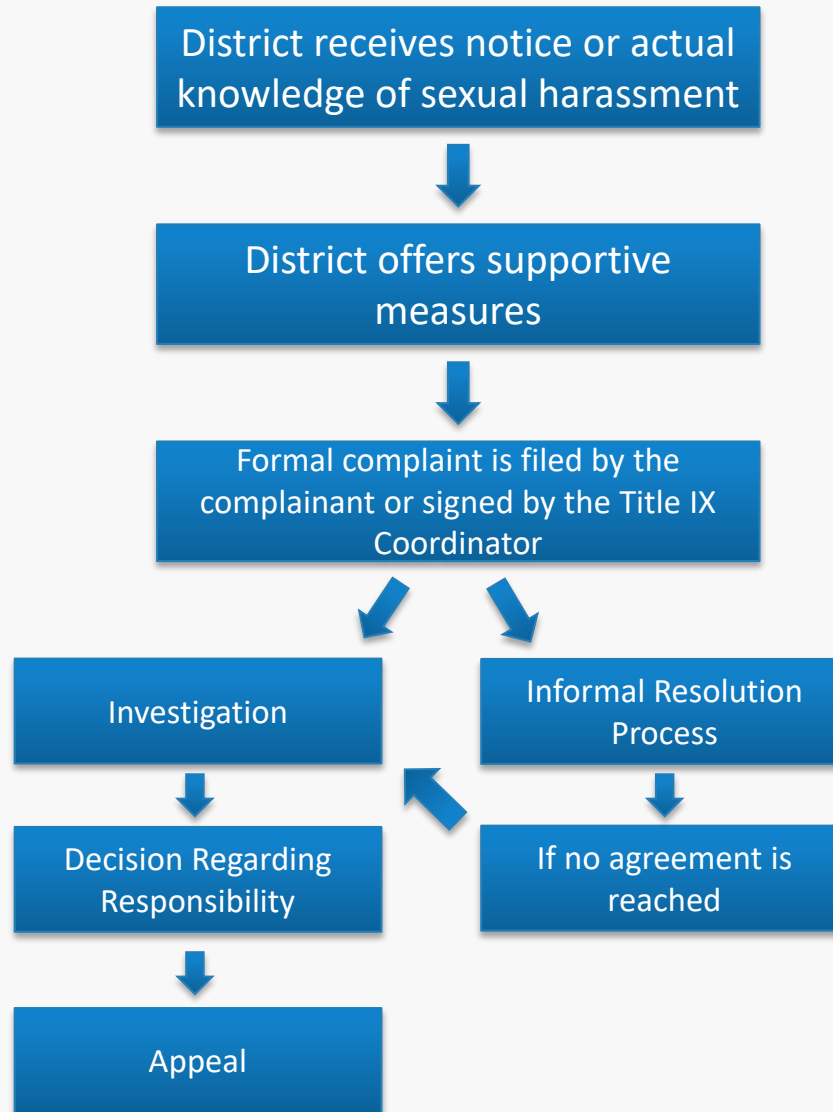 District receives notice or actual
knowledge of sexual harassment
District offers supportive
measures
Formal complaint is filed by the
complainant or signed by the Title IX
Coordinator
Investigation
Informal Resolution
Process
Decision Regarding
Responsibility
If no agreement is
reached
Appeal